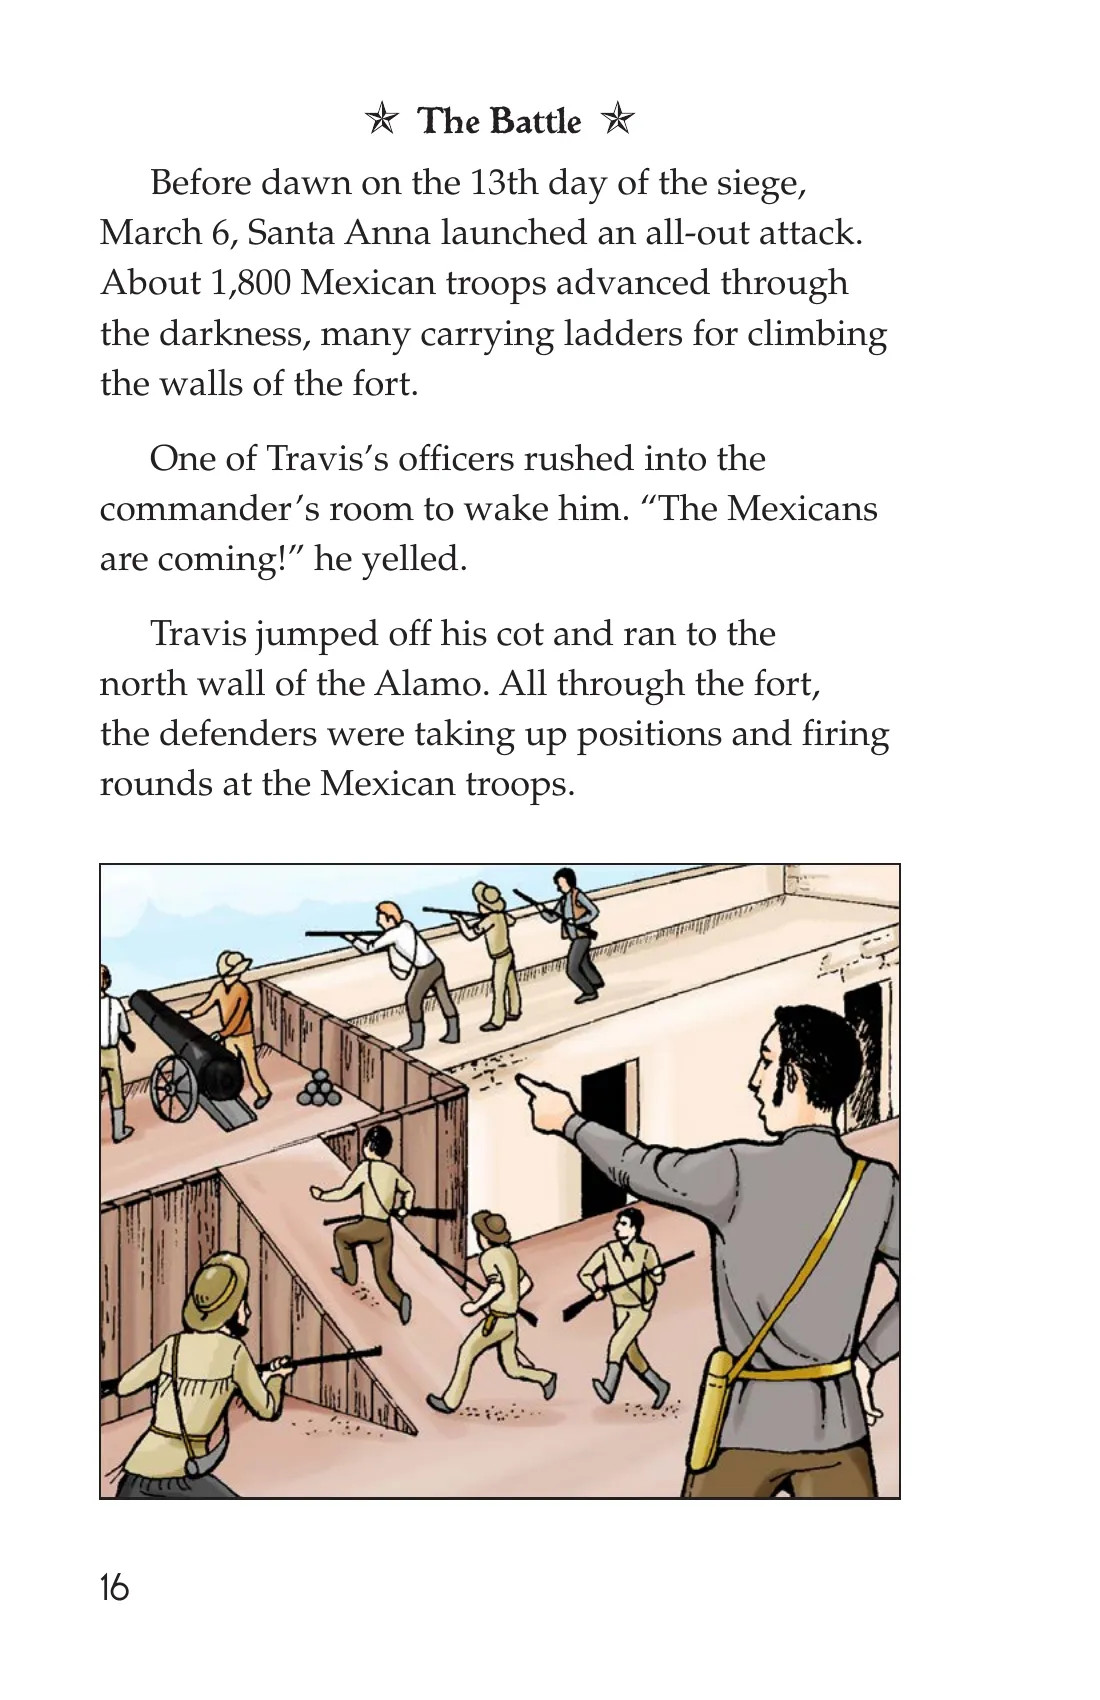 The Battle
Before dawn on the 13th day of the siege,
March 6, Santa Anna launched an all-out attack.
About 1,800 Mexican troops advanced through
the darkness, many carrying ladders for climbing
the walls of the fort.
One of Travis’s officers rushed into the
commander’s room to wake him. “The Mexicans
are coming!” he yelled.
Travis jumped off his cot and ran to the
north wall of the Alamo. All through the fort,
the defenders were taking up positions and firing
rounds at the Mexican troops.
16